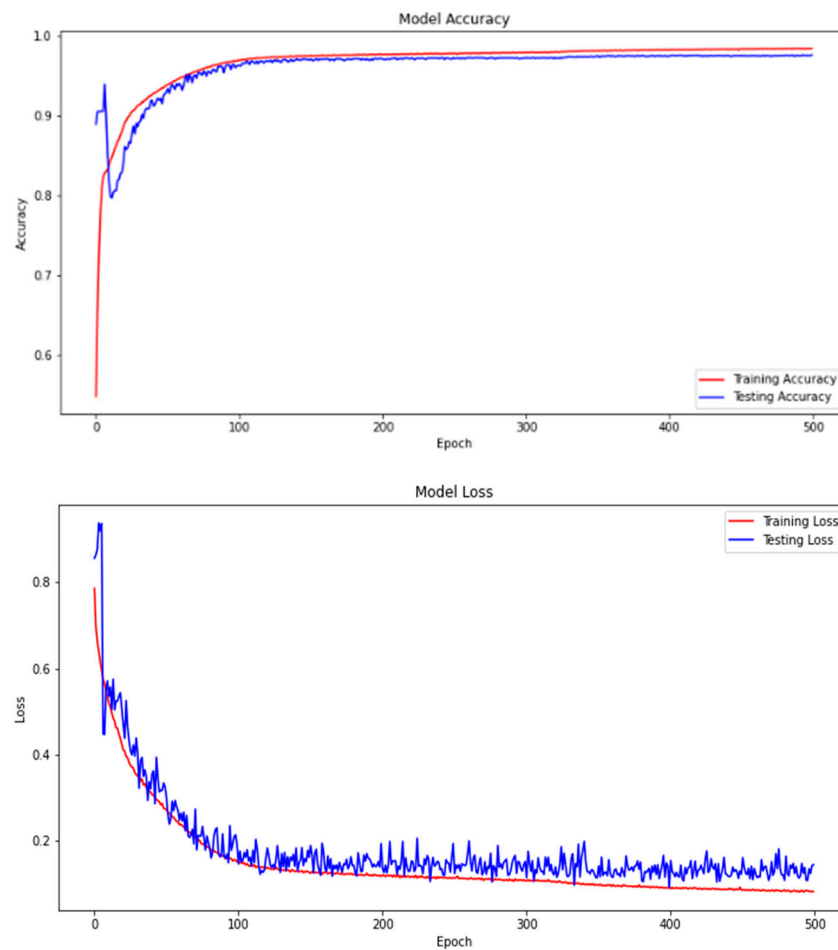 Model Accuracy
1.0
0.9
0.8
0.7
0.6
Accuracy
Training Accuracy
Testing Accuracy
0
100
200
300
400
500
Epoch
Model Loss
Training Loss
Testing Loss
0.8
0.6
0.4
0.2
Loss
0
100
200
300
400
500
Epoch